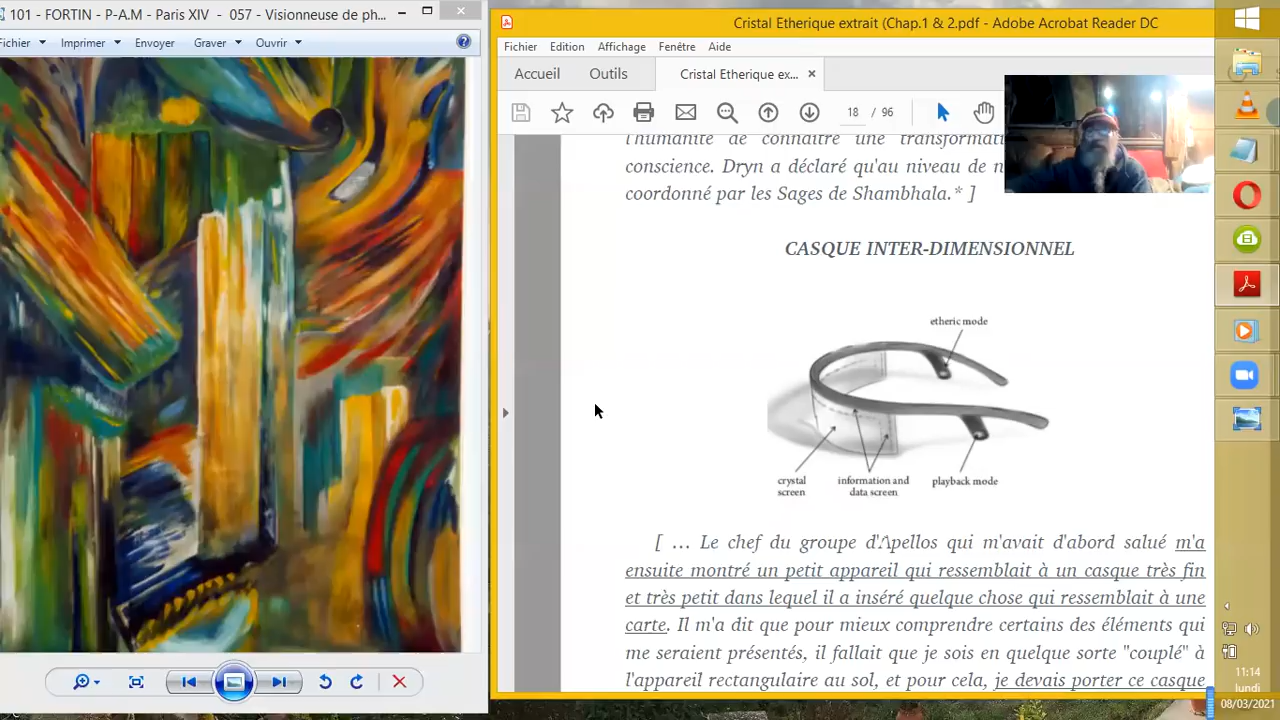 101 - FORTIN - P-A-M - Paris XIV - 057 - Visionneuse de ph...
Fichier
Imprimer
Envoyer
Graver
Ouvrir
Cristal Etherique extrait (Chap.1 & 2.pdf - Adobe Acrobat Reader DC
Fichier Edition Affichage Fenêtre Aide
Accueil
Outils
Cristal Etherique ex...
18 / 96
l'humanité de connaître une
conscience. Dryn a déclaré qu'au niveau de
coordonné par les Sages de Shambhala.* ]
CASQUE INTER-DIMENSIONNEL
etheric mode
crystal
screen
information and
data screen
playback mode
[ … Le chef du groupe d'Apellos qui m'avait d'abord salué m'a
ensuite montré un petit appareil qui ressemblait à un casque très fin
et très petit dans lequel il a inséré quelque chose qui ressemblait à une
carte. Il m'a dit que pour mieux comprendre certains des éléments qui
me seraient présentés, il fallait que je sois en quelque sorte "couplé" à
l'appareil rectangulaire au sol, et pour cela, je devais porter ce casque
11:14
lundi
08/03/2021